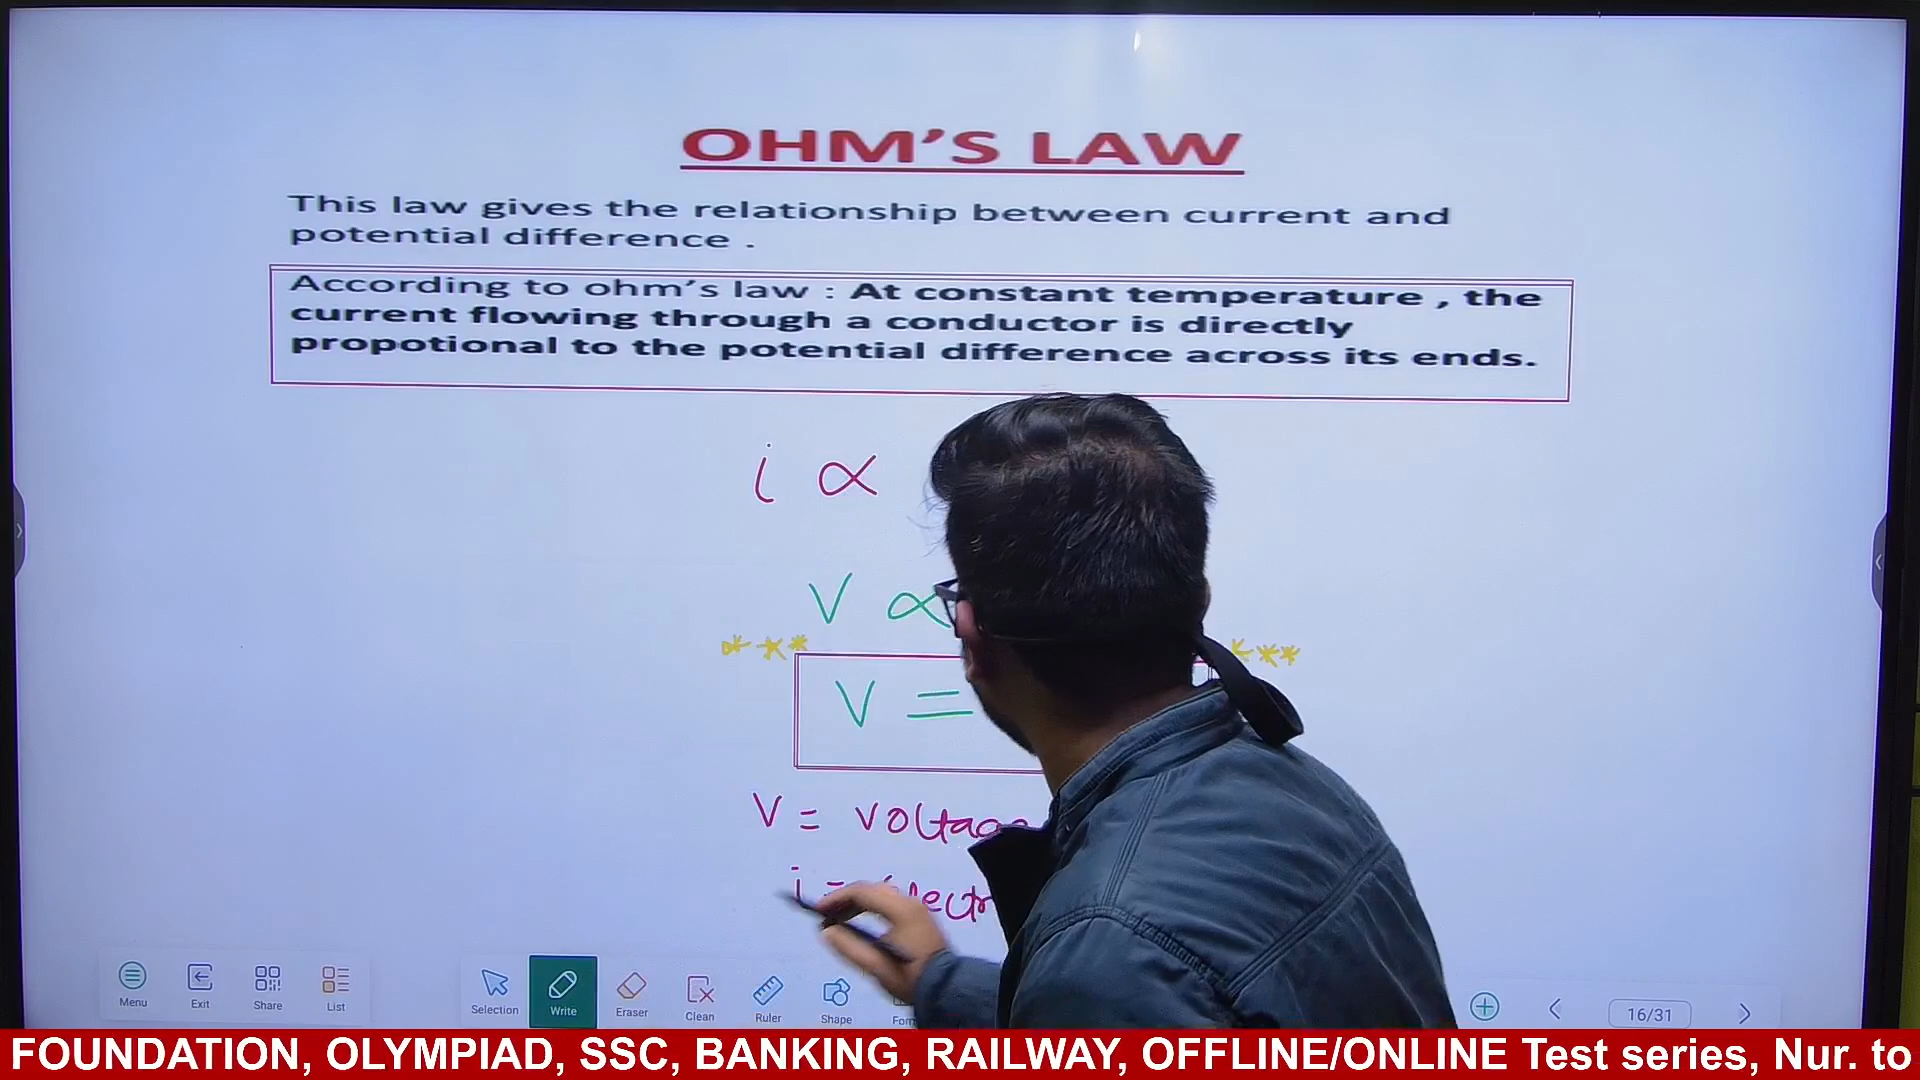 OHM'S LAW
This law gives the relationship between current and
potential difference .
According to ohm's law : At constant temperature , the
current flowing through a conductor is directly
propotional to the potential difference across its ends.
i ∝
V ∝
*** ***
V =
V = Voltage
i =
Menu Exit Share List Selection Write Eraser Clean Ruler Shape 16/31
FOUNDATION, OLYMPIAD, SSC, BANKING, RAILWAY, OFFLINE/ONLINE Test series, Nur. to